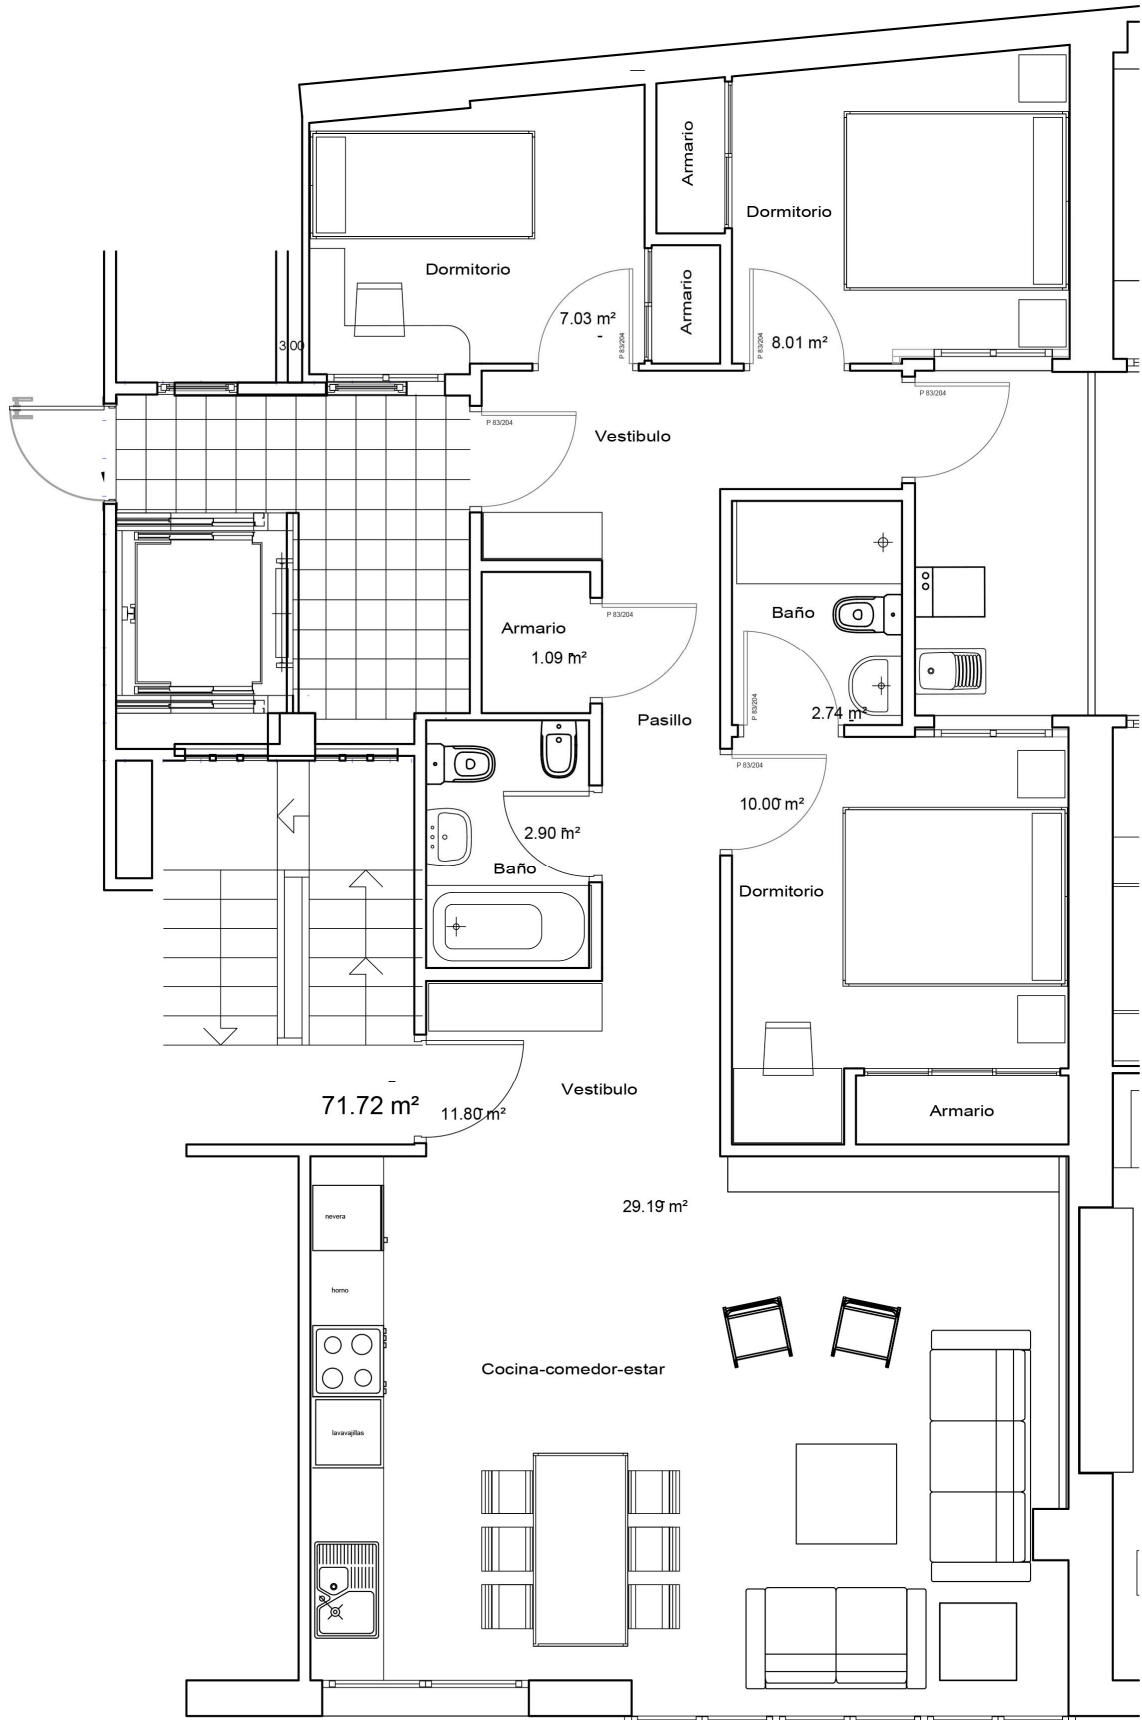 Armario
Dormitorio
Dormitorio
Armario
7.03 m²
P 83/204
P 83/204
8.01 m²
3.00
P 83/204
P 83/204
Vestibulo
P 83/204
Baño
Armario
1.09 m²
P 83/204
2.74 m²
Pasillo
P 83/204
10.00 m²
2.90 m²
Baño
Dormitorio
Vestibulo
71.72 m²
11.80 m²
Armario
nevera
29.19 m²
horno
Cocina-comedor-estar
lavavajillas